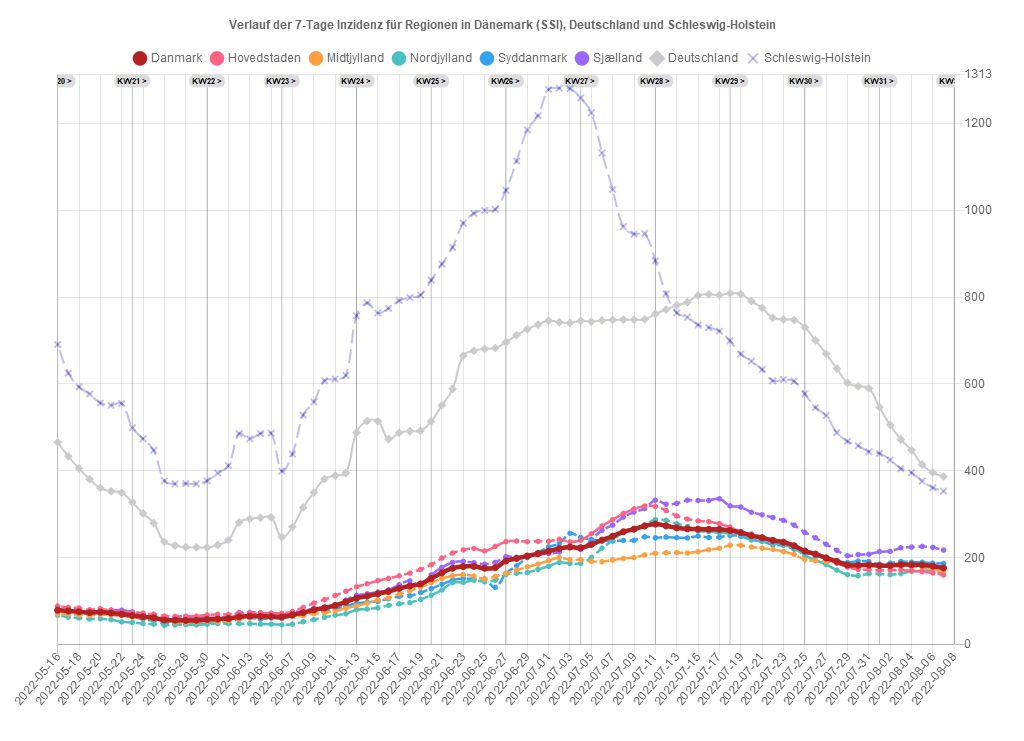 Verlauf der 7-Tage Inzidenz für Regionen in Dänemark (SSI), Deutschland und Schleswig-Holstein
Danmark Hovedstaden Midtjylland Nordjylland Syddanmark Sjælland Deutschland Schleswig-Holstein
20 > KW21 > KW22 > KW23 > KW24 > KW25 > KW26 > KW27 > KW28 > KW29 > KW30 > KW31 > KW3
1313
1200
1000
800
600
400
200
0
2022-05-16 2022-05-18 2022-05-20 2022-05-22 2022-05-24 2022-05-26 2022-05-28 2022-05-30 2022-06-01 2022-06-03 2022-06-05 2022-06-07 2022-06-09 2022-06-11 2022-06-13 2022-06-15 2022-06-17 2022-06-19 2022-06-21 2022-06-23 2022-06-25 2022-06-27 2022-06-29 2022-07-01 2022-07-03 2022-07-05 2022-07-07 2022-07-09 2022-07-11 2022-07-13 2022-07-15 2022-07-17 2022-07-19 2022-07-21 2022-07-23 2022-07-25 2022-07-27 2022-07-29 2022-07-31 2022-08-02 2022-08-04 2022-08-06 2022-08-08